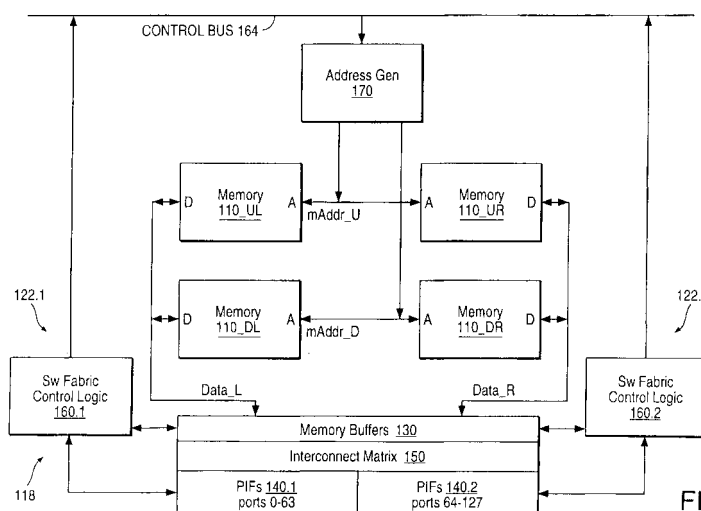 CONTROL BUS 164
Address Gen
170
D Memory A
110_UL
mAddr_U
A Memory D
110_UR
D Memory A
110_DL
mAddr_D
A Memory D
110_DR
122.1
122.
Sw Fabric
Control Logic
160.1
Data_L
Data_R
Sw Fabric
Control Logic
160.2
Memory Buffers 130
Interconnect Matrix 150
118
PIFs 140.1
ports 0-63
PIFs 140.2
ports 64-127